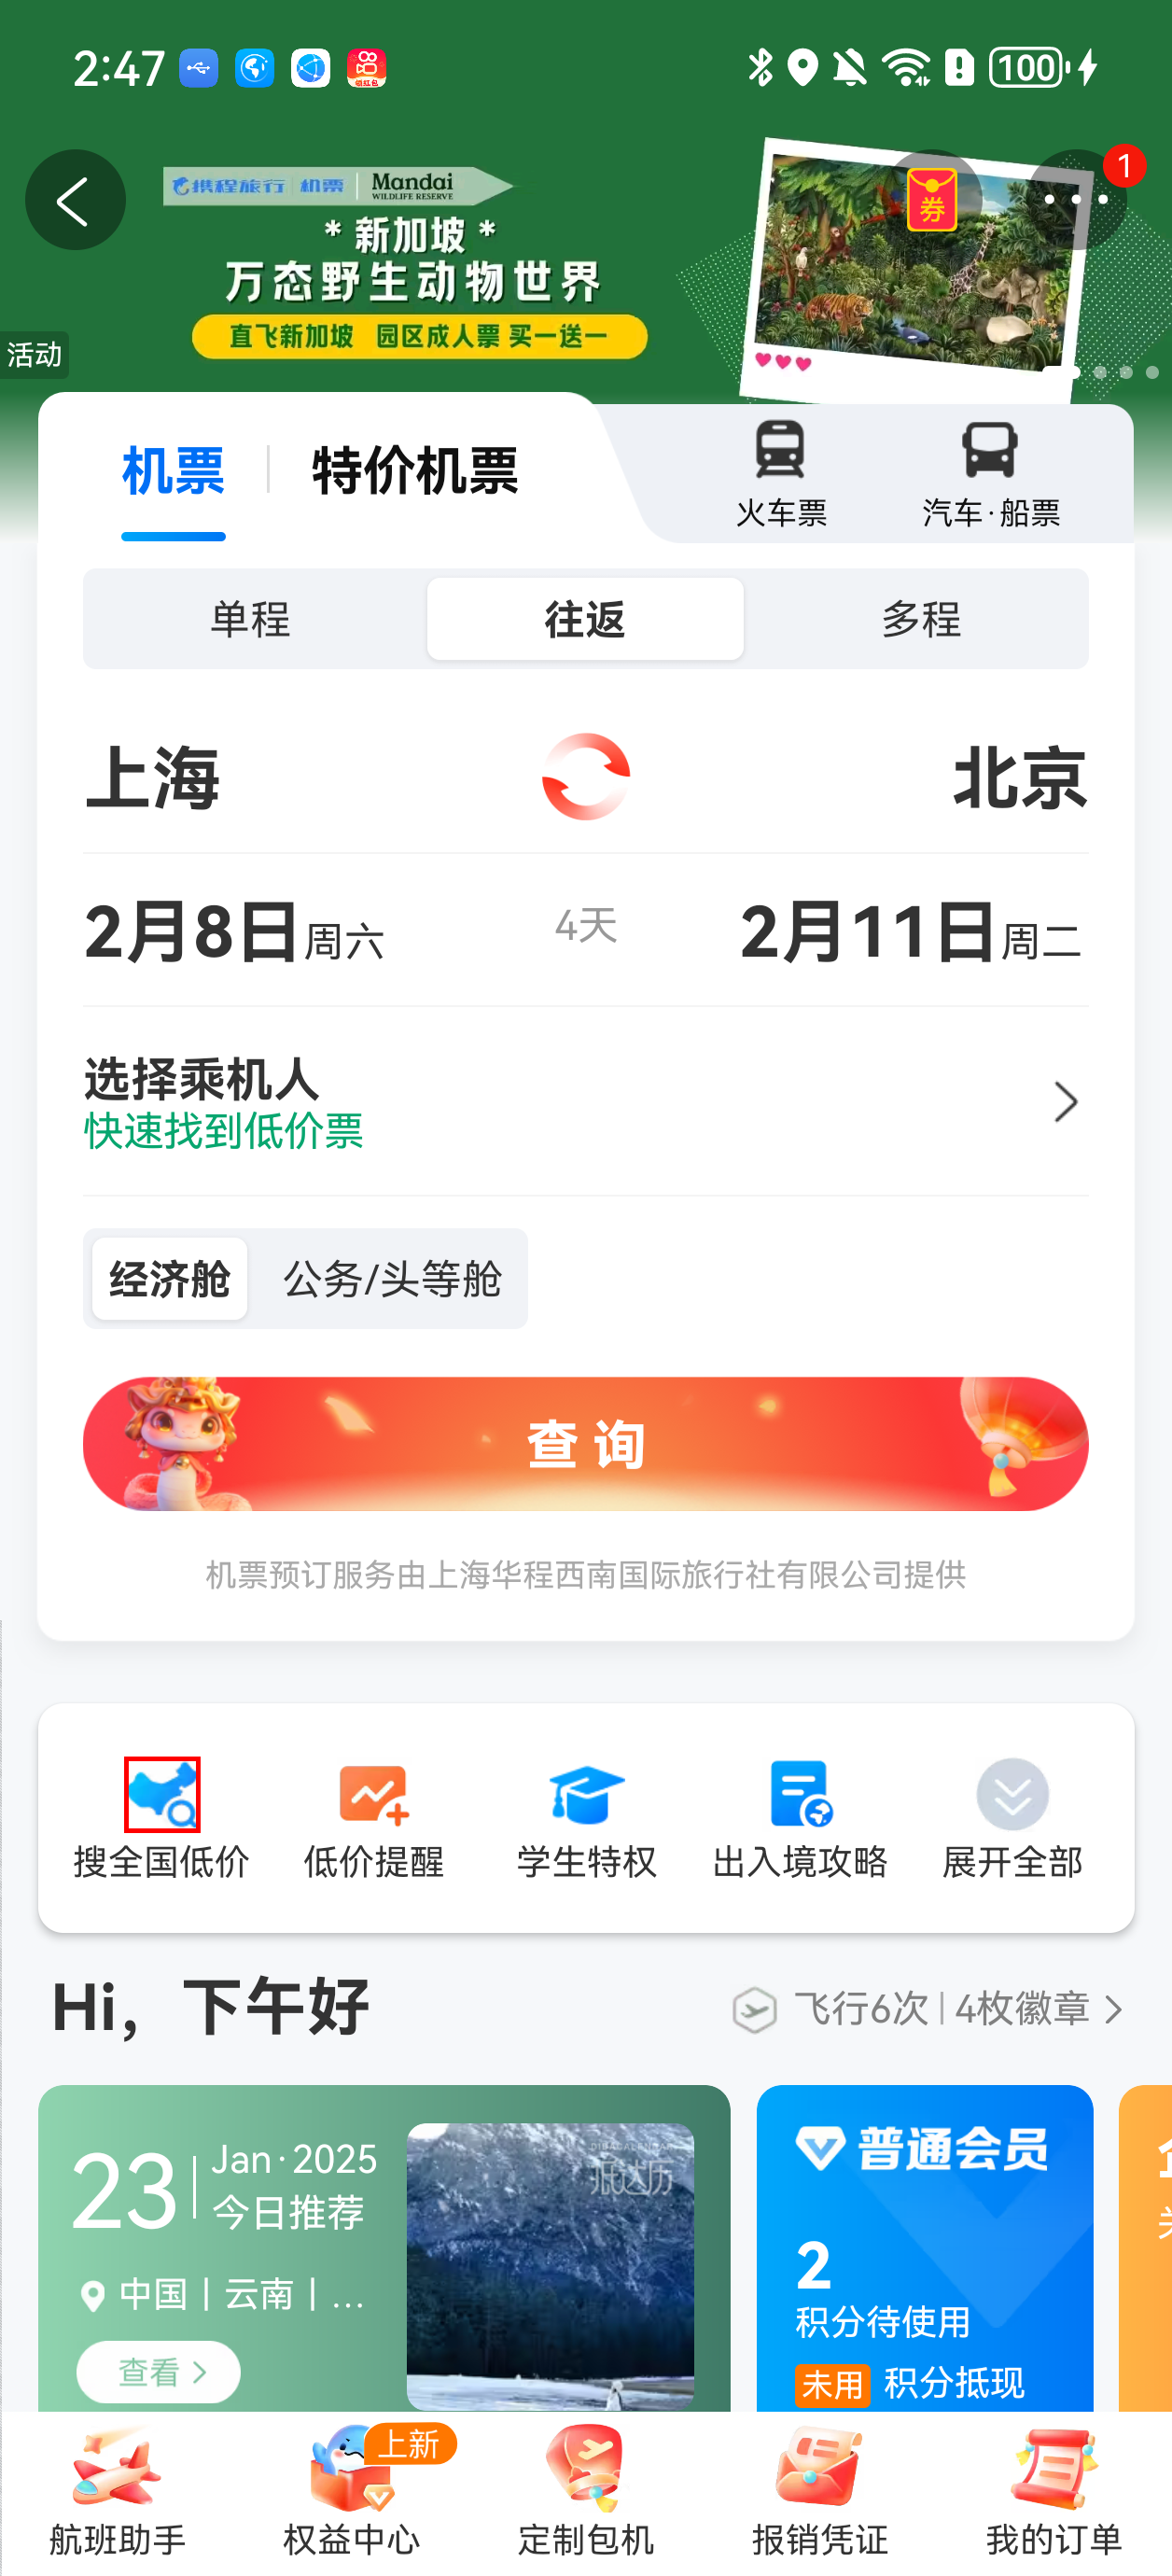 2:47
100
携程旅行 机票 Mandai
WILDLIFE RESERVE
* 新加坡 *
万态野生动物世界
直飞新加坡 园区成人票 买一送一
券
1
活动
机票
特价机票
火车票
汽车·船票
单程
往返
多程
上海
北京
2月8日周六
4天
2月11日周二
选择乘机人
快速找到低价票
经济舱
公务/头等舱
查询
机票预订服务由上海华程西南国际旅行社有限公司提供
搜全国低价
低价提醒
学生特权
出入境攻略
展开全部
Hi，下午好
飞行6次
4枚徽章
23
Jan·2025
今日推荐
中国丨云南丨...
查看
普通会员
2
积分待使用
未用 积分抵现
上新
航班助手
权益中心
定制包机
报销凭证
我的订单